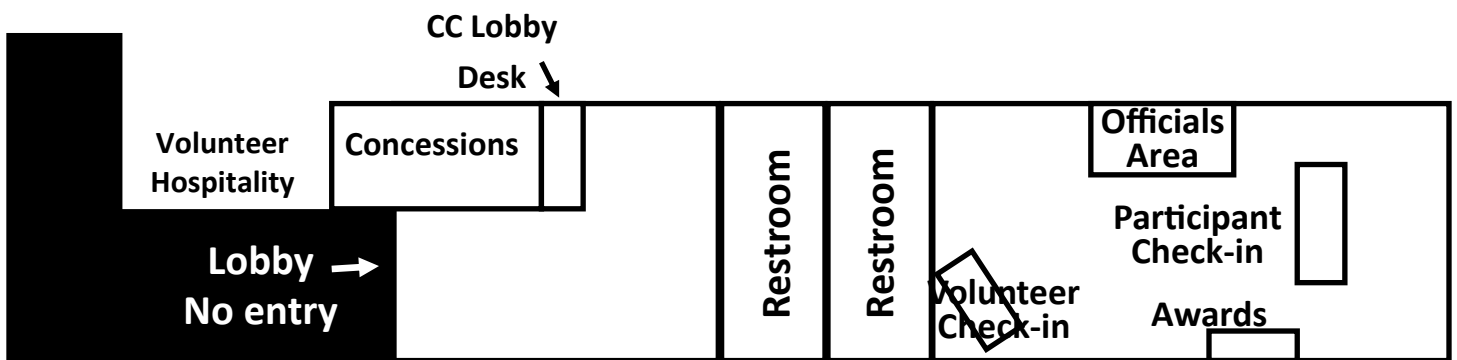 CC Lobby
Desk
Volunteer
Hospitality
Concessions
Lobby
No entry
Restroom
Restroom
Volunteer
Check-in
Officials
Area
Participant
Check-in
Awards